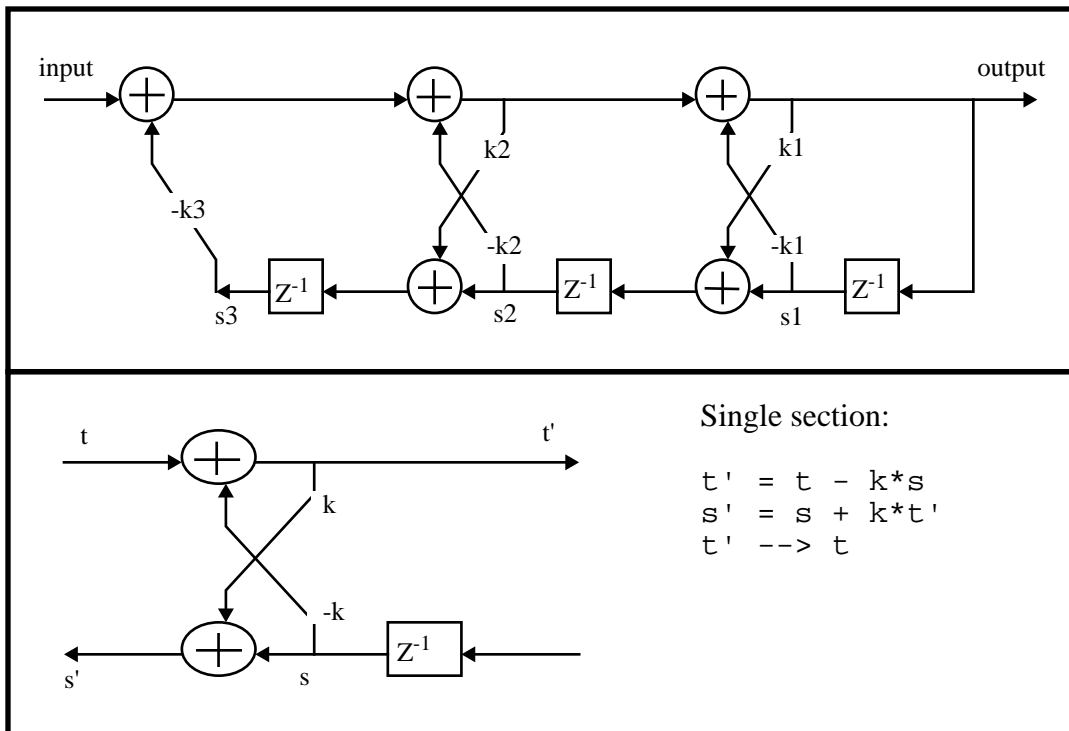 input
output
k2
k1
-k3
-k2
-k1
Z-1
Z-1
Z-1
s3
s2
s1
t
t'
k
-k
Z-1
s'
s
Single section:
t' = t - k*s
s' = s + k*t'
t' --> t